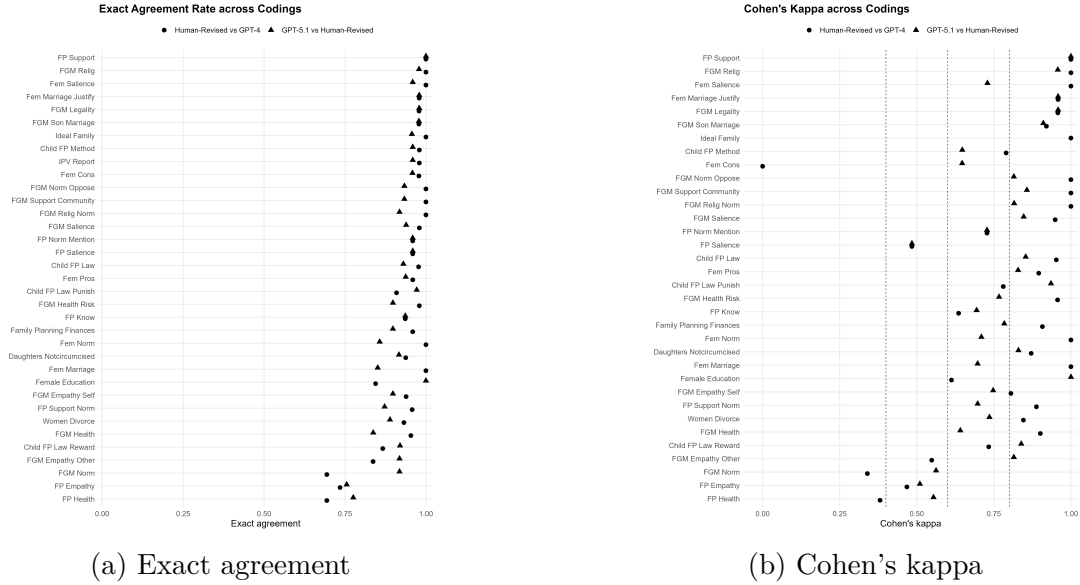 Exact Agreement Rate across Codings
● Human-Revised vs GPT-4 ▲ GPT-5.1 vs Human-Revised
FP Support
FGM Relig
Fem Salience
Fem Marriage Justify
FGM Legality
FGM Son Marriage
Ideal Family
Child FP Method
IPV Report
Fem Cons
FGM Norm Oppose
FGM Support Community
FGM Relig Norm
FGM Salience
FP Norm Mention
FP Salience
Child FP Law
Fem Pros
Child FP Law Punish
FGM Health Risk
FP Know
Family Planning Finances
Fem Norm
Daughters Notcircumcised
Fem Marriage
Female Education
FGM Empathy Self
FP Support Norm
Women Divorce
FGM Health
Child FP Law Reward
FGM Empathy Other
FGM Norm
FP Empathy
FP Health
0.00 0.25 0.50 0.75 1.00
Exact agreement
(a) Exact agreement
Cohen's Kappa across Codings
● Human-Revised vs GPT-4 ▲ GPT-5.1 vs Human-Revised
FP Support
FGM Relig
Fem Salience
Fem Marriage Justify
FGM Legality
FGM Son Marriage
Ideal Family
Child FP Method
Fem Cons
FGM Norm Oppose
FGM Support Community
FGM Relig Norm
FGM Salience
FP Norm Mention
FP Salience
Child FP Law
Fem Pros
Child FP Law Punish
FGM Health Risk
FP Know
Family Planning Finances
Fem Norm
Daughters Notcircumcised
Fem Marriage
Female Education
FGM Empathy Self
FP Support Norm
Women Divorce
FGM Health
Child FP Law Reward
FGM Empathy Other
FGM Norm
FP Empathy
FP Health
0.00 0.25 0.50 0.75 1.00
Cohen's kappa
(b) Cohen's kappa